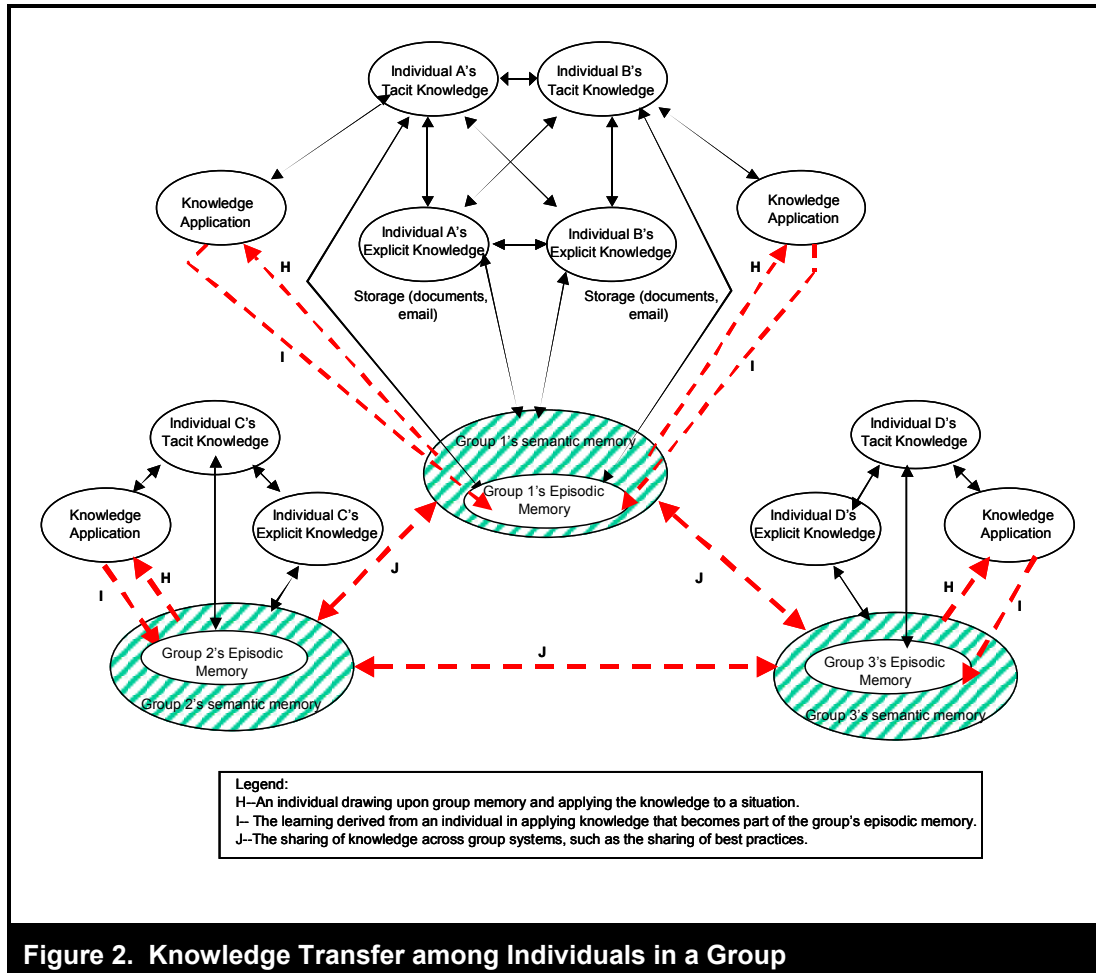 Individual A's
Tacit Knowledge
Individual B's
Tacit Knowledge
Knowledge
Application
Knowledge
Application
Individual A's
Explicit Knowledge
Individual B's
Explicit Knowledge
H
H
Storage (documents,
email)
Storage (documents,
email)
I
I
Individual C's
Tacit Knowledge
Group 1's semantic memory
Individual D's
Tacit Knowledge
Group 1's Episodic
Memory
Knowledge
Application
Individual C's
Explicit Knowledge
Individual D's
Explicit Knowledge
Knowledge
Application
J
J
H
I
H
I
Group 2's Episodic
Memory
Group 2's semantic memory
J
Group 3's Episodic
Memory
Group 3's semantic memory
Legend:
H--An individual drawing upon group memory and applying the knowledge to a situation.
I-- The learning derived from an individual in applying knowledge that becomes part of the group's episodic memory.
J--The sharing of knowledge across group systems, such as the sharing of best practices.
Figure 2. Knowledge Transfer among Individuals in a Group